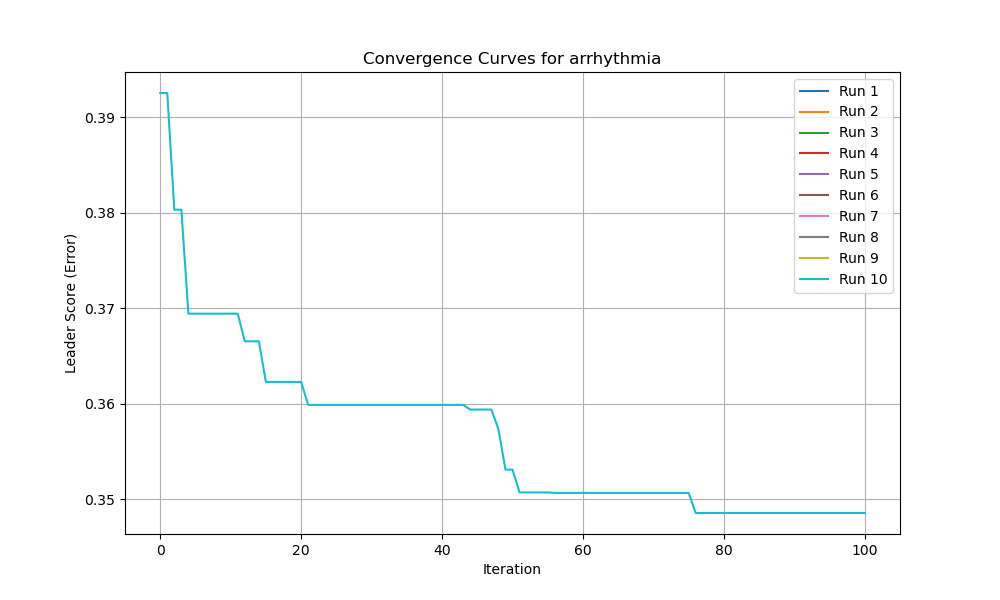 Convergence Curves for arrhythmia
Leader Score (Error)
0.39
0.38
0.37
0.36
0.35
Run 1
Run 2
Run 3
Run 4
Run 5
Run 6
Run 7
Run 8
Run 9
Run 10
0 20 40 60 80 100
Iteration